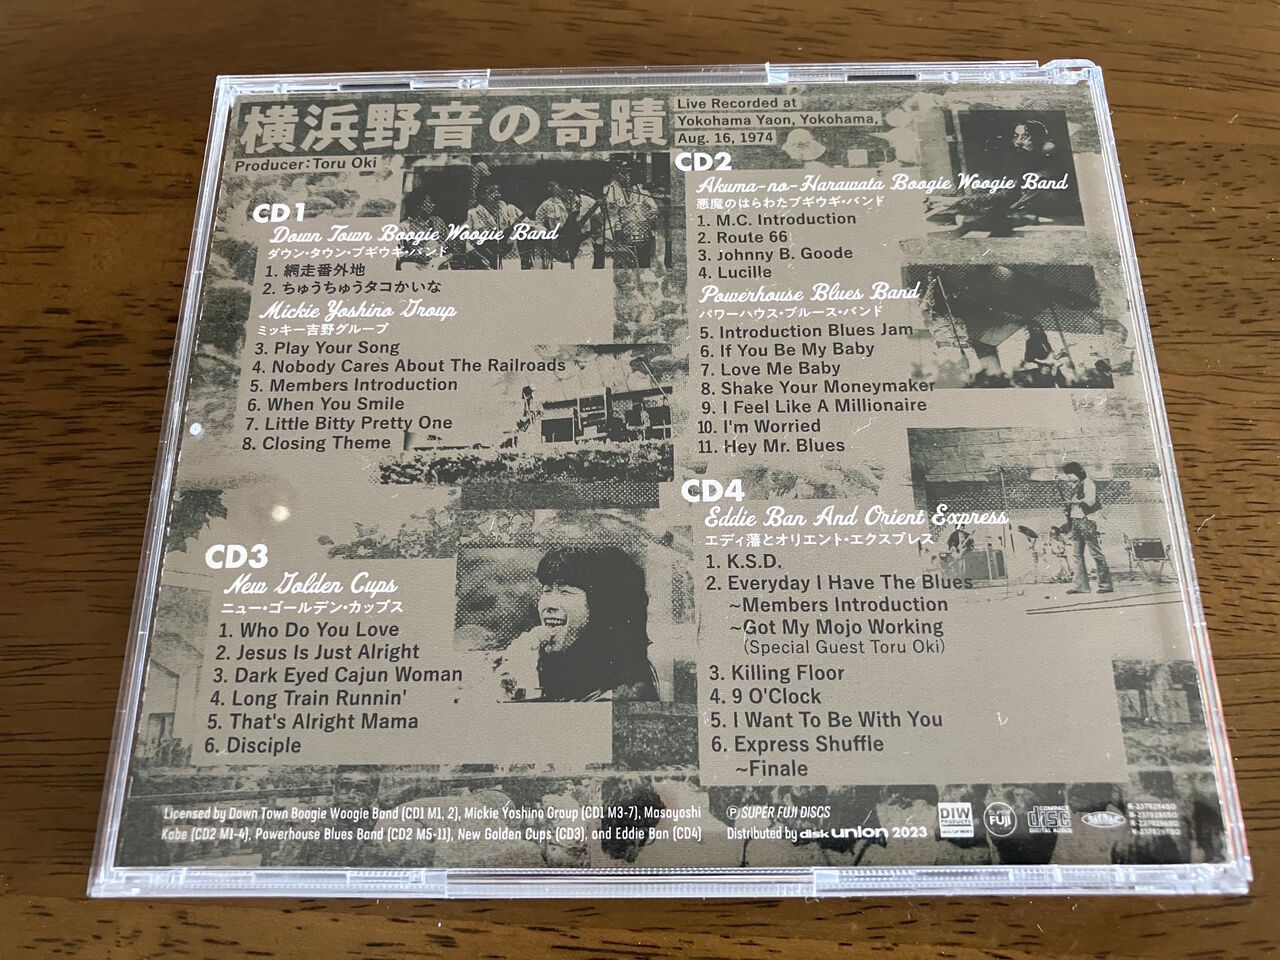 横浜野音の奇蹟
Live Recorded at
Yokohama Yaon, Yokohama,
Aug. 16, 1974
Producer:Toru Oki
CD1
Down Town Boogie Woogie Band
ダウン・タウン・ブギウギ・バンド
1. 網走番外地
2. ちゅうちゅうタコかいな
Mickie Yoshino Group
ミッキー吉野グループ
3. Play Your Song
4. Nobody Cares About The Railroads
5. Members Introduction
6. When You Smile
7. Little Bitty Pretty One
8. Closing Theme
CD2
Akuma-no-Harawata Boogie Woogie Band
悪魔のはらわたブギウギ・バンド
1. M.C. Introduction
2. Route 66
3. Johnny B. Goode
4. Lucille
Powerhouse Blues Band
パワーハウス・ブルース・バンド
5. Introduction Blues Jam
6. If You Be My Baby
7. Love Me Baby
8. Shake Your Moneymaker
9. I Feel Like A Millionaire
10. I'm Worried
11. Hey Mr. Blues
CD3
New Golden Cups
ニュー・ゴールデン・カップス
1. Who Do You Love
2. Jesus Is Just Alright
3. Dark Eyed Cajun Woman
4. Long Train Runnin'
5. That's Alright Mama
6. Disciple
CD4
Eddie Ban And Orient Express
エディ藩とオリエント・エクスプレス
1. K.S.D.
2. Everyday I Have The Blues
~Members Introduction
~Got My Mojo Working
(Special Guest Toru Oki)
3. Killing Floor
4. 9 O'Clock
5. I Want To Be With You
6. Express Shuffle
~Finale
Licensed by Down Town Boogie Woogie Band (CD1 M1, 2), Mickie Yoshino Group (CD1 M3-7), Masayoshi
Kabe (CD2 M1-4), Powerhouse Blues Band (CD2 M5-11), New Golden Cups (CD3), and Eddie Ban (CD4)
Ⓟ SUPER FUJI DISCS
Distributed by disk union 2023
DIW
PRODUCTS
FUJI
COMPACT
disc
DIGITAL AUDIO